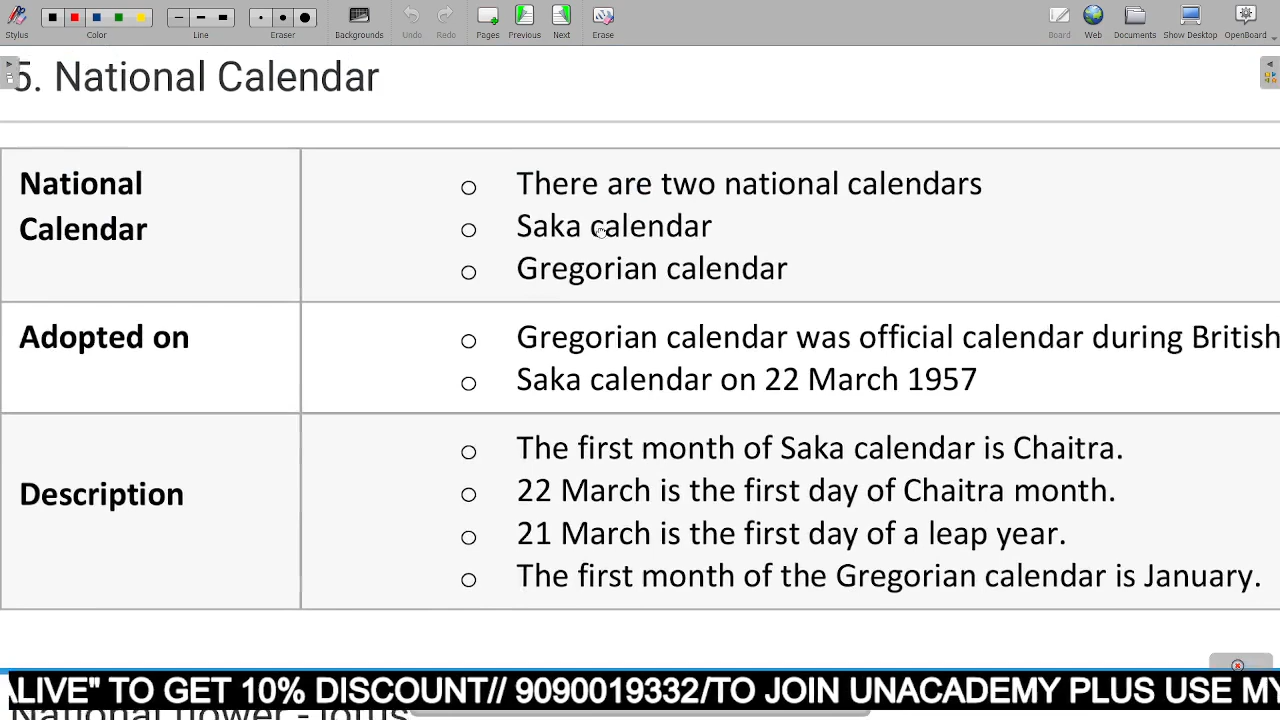 Stylus
Color
Line
Eraser
Backgrounds
Undo
Redo
Pages
Previous
Next
Erase
Board
Web
Documents
Show Desktop
OpenBoard
5. National Calendar
National
Calendar
There are two national calendars
Saka calendar
Gregorian calendar
Adopted on
Gregorian calendar was official calendar during British
Saka calendar on 22 March 1957
Description
The first month of Saka calendar is Chaitra.
22 March is the first day of Chaitra month.
21 March is the first day of a leap year.
The first month of the Gregorian calendar is January.
ALIVE" TO GET 10% DISCOUNT// 9090019332/TO JOIN UNACADEMY PLUS USE MY
National flower - lotus